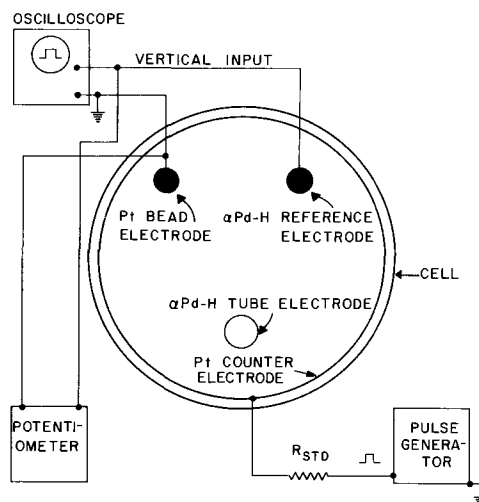 OSCILLOSCOPE
VERTICAL INPUT
Pt BEAD
ELECTRODE
αPd-H REFERENCE
ELECTRODE
CELL
αPd-H TUBE ELECTRODE
Pt COUNTER
ELECTRODE
POTENTI-
OMETER
RSTD
PULSE
GENERA-
TOR